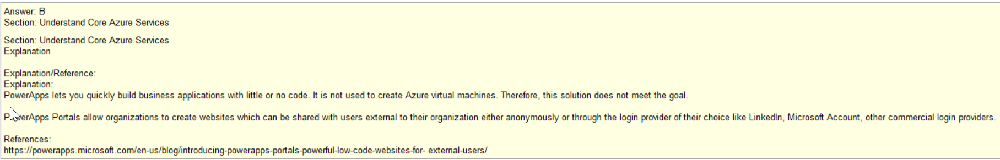 Answer: B
Section: Understand Core Azure Services
Section: Understand Core Azure Services
Explanation
Explanation/Reference:
Explanation:
PowerApps lets you quickly build business applications with little or no code. It is not used to create Azure virtual machines. Therefore, this solution does not meet the goal.
PowerApps Portals allow organizations to create websites which can be shared with users external to their organization either anonymously or through the login provider of their choice like LinkedIn, Microsoft Account, other commercial login providers.
References:
https://powerapps.microsoft.com/en-us/blog/introducing-powerapps-portals-powerful-low-code-websites-for- external-users/